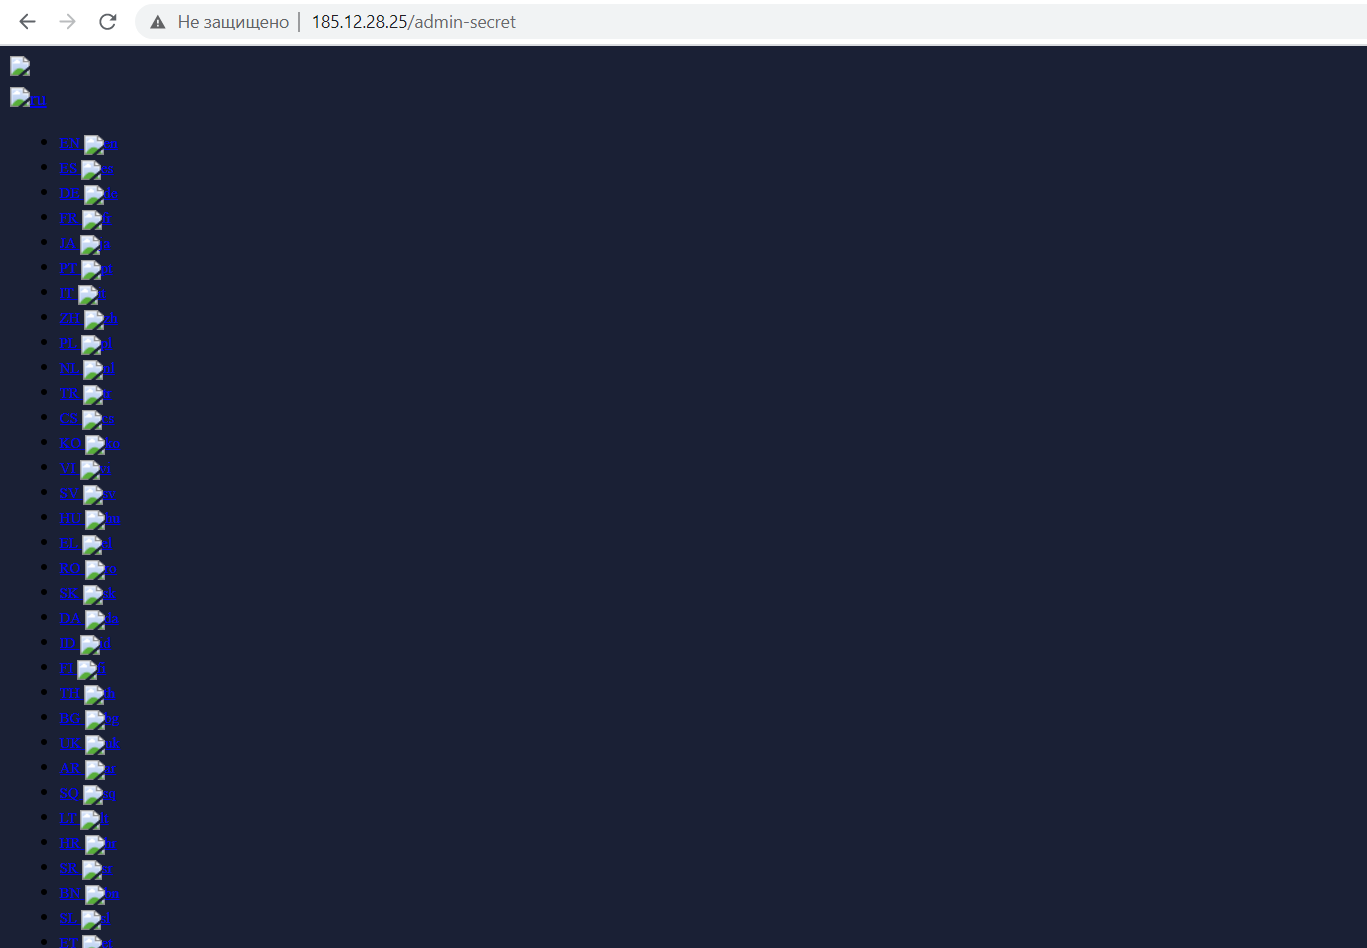 Не защищено | 185.12.28.25/admin-secret
ru
EN en
ES es
DE de
FR fr
JA ja
PT pt
IT it
ZH zh
PL pl
NL nl
TR tr
CS cs
KO ko
VI vi
SV sv
HU hu
EL el
RO ro
SK sk
DA da
ID id
FI fi
TH th
BG bg
UK uk
AR ar
SQ sq
LT lt
HR hr
SR sr
BN bn
SL sl
ET et